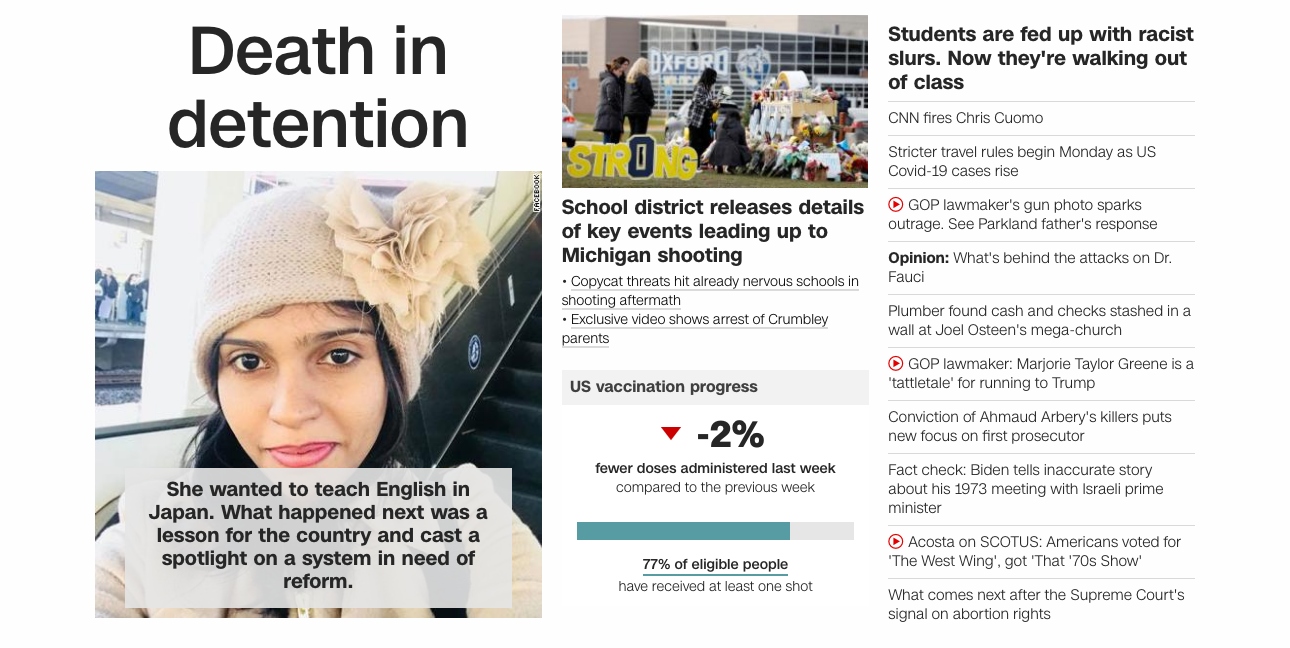 Death in
detention
FACEBOOK
She wanted to teach English in
Japan. What happened next was a
lesson for the country and cast a
spotlight on a system in need of
reform.
OXFORD
STRONG
School district releases details
of key events leading up to
Michigan shooting
• Copycat threats hit already nervous schools in
shooting aftermath
• Exclusive video shows arrest of Crumbley
parents
US vaccination progress
-2%
fewer doses administered last week
compared to the previous week
77% of eligible people
have received at least one shot
Students are fed up with racist
slurs. Now they're walking out
of class
CNN fires Chris Cuomo
Stricter travel rules begin Monday as US
Covid-19 cases rise
GOP lawmaker's gun photo sparks
outrage. See Parkland father's response
Opinion: What's behind the attacks on Dr.
Fauci
Plumber found cash and checks stashed in a
wall at Joel Osteen's mega-church
GOP lawmaker: Marjorie Taylor Greene is a
'tattletale' for running to Trump
Conviction of Ahmaud Arbery's killers puts
new focus on first prosecutor
Fact check: Biden tells inaccurate story
about his 1973 meeting with Israeli prime
minister
Acosta on SCOTUS: Americans voted for
'The West Wing', got 'That '70s Show'
What comes next after the Supreme Court's
signal on abortion rights